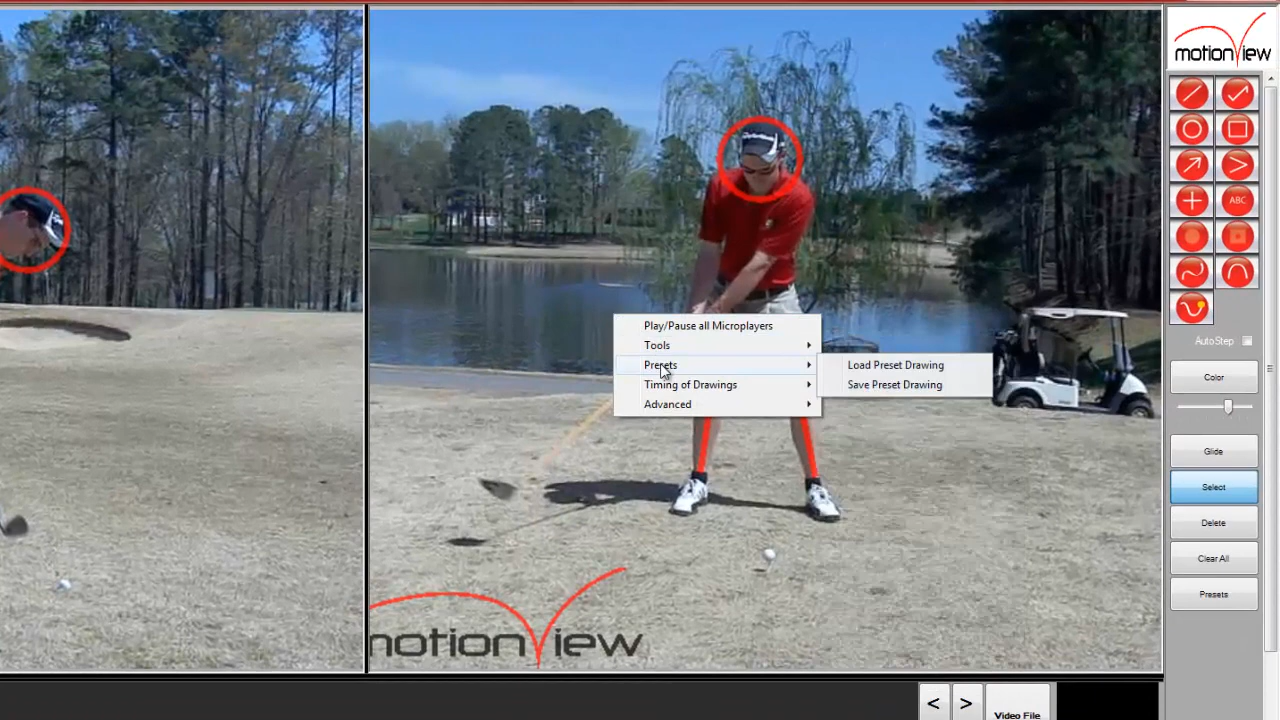 motionview
ABC
Play/Pause all Microplayers
Tools
Presets
Load Preset Drawing
Timing of Drawings
Save Preset Drawing
Advanced
AutoStep
Color
Glide
Select
Delete
Clear All
Presets
motionview
<
>
Video File